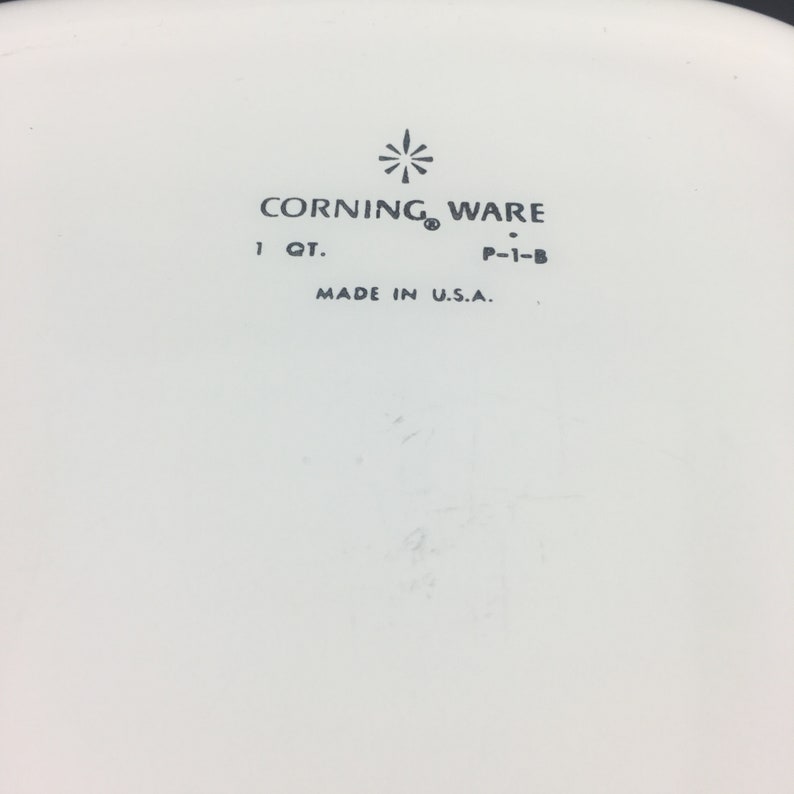 CORNING® WARE
1 QT. P-1-B
MADE IN U.S.A.